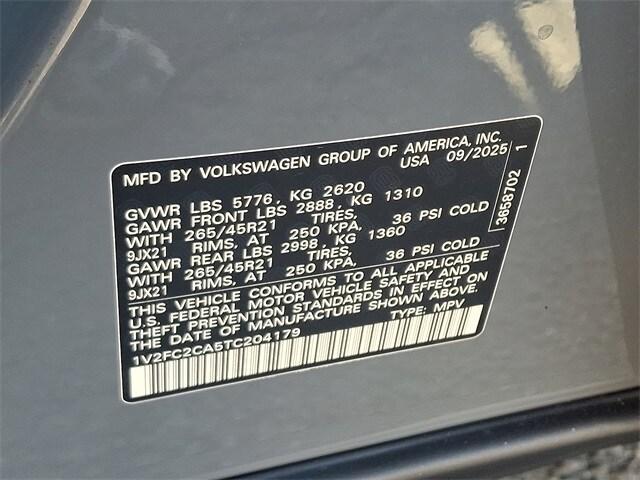 MFD BY VOLKSWAGEN GROUP OF AMERICA, INC.
USA 09/2025
GVWR LBS 5776, KG 2620
GAWR FRONT LBS 2888, KG 1310
WITH 265/45R21 TIRES,
9JX21 RIMS, AT 250 KPA, 36 PSI COLD
GAWR REAR LBS 2998, KG 1360
WITH 265/45R21 TIRES,
9JX21 RIMS, AT 250 KPA, 36 PSI COLD
THIS VEHICLE CONFORMS TO ALL APPLICABLE
U.S. FEDERAL MOTOR VEHICLE SAFETY AND
THEFT PREVENTION STANDARDS IN EFFECT ON
THE DATE OF MANUFACTURE SHOWN ABOVE.
1V2FC2CA5TC204179 TYPE: MPV
3658702 1